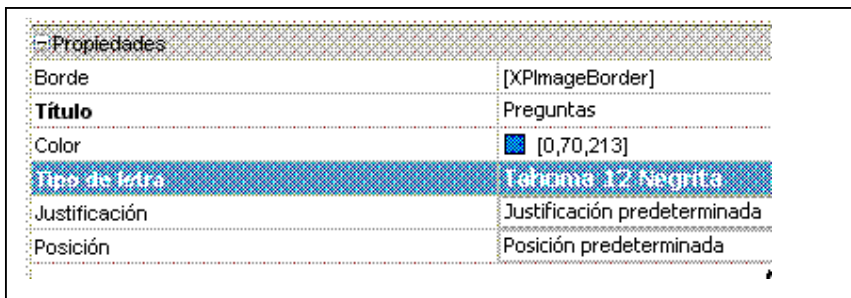 Propiedades
Borde [XPImageBorder]
Título Preguntas
Color [0,70,213]
Tipo de letra Tahoma 12 Negrita
Justificación Justificación predeterminada
Posición Posición predeterminada